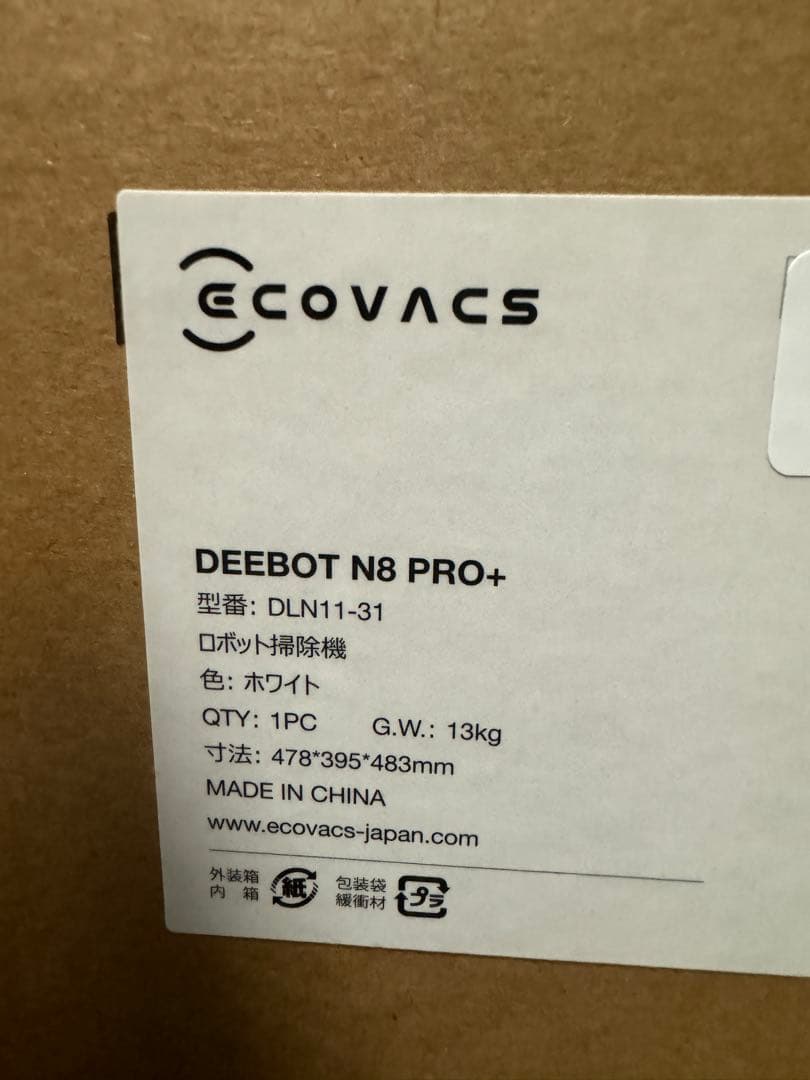 ECOVACS
DEEBOT N8 PRO+
型番: DLN11-31
ロボット掃除機
色: ホワイト
QTY: 1PC G.W.: 13kg
寸法: 478*395*483mm
MADE IN CHINA
www.ecovacs-japan.com
外装箱 紙 包装袋 プラ
内 箱 緩衝材